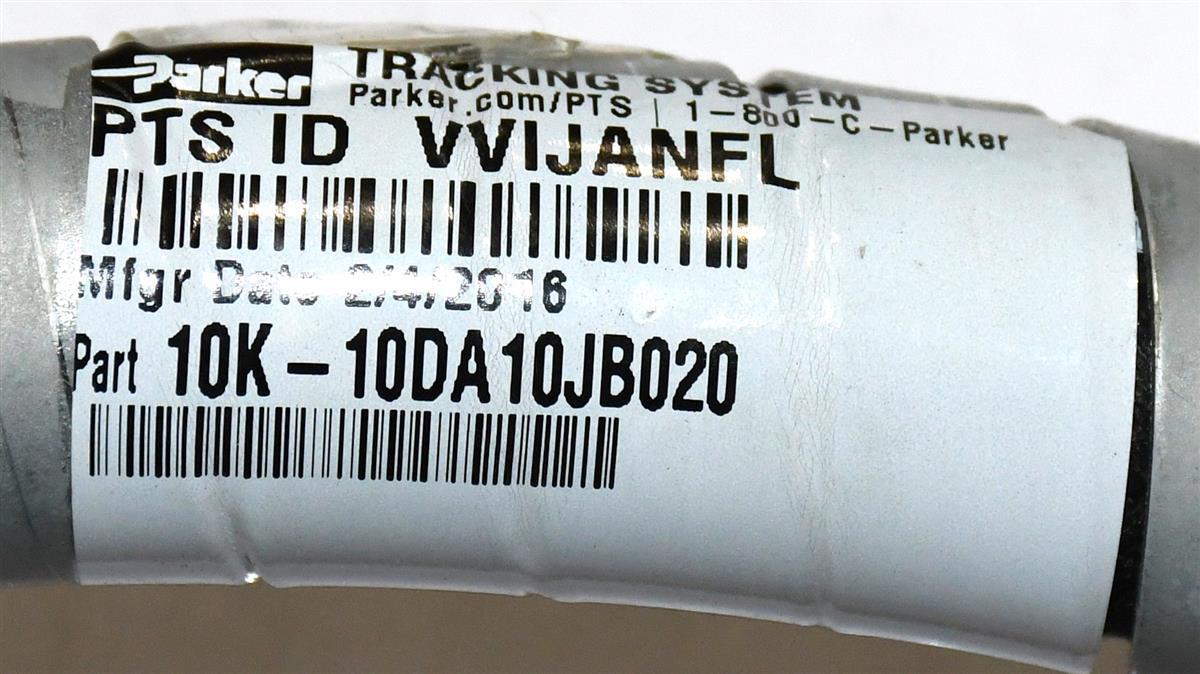 Parker TRACKING SYSTEM
Parker.com/PTS | 1-800-C-Parker
PTS ID VVIJANFL
Mfgr Date 2/4/2016
Part 10K-10DA10JB020